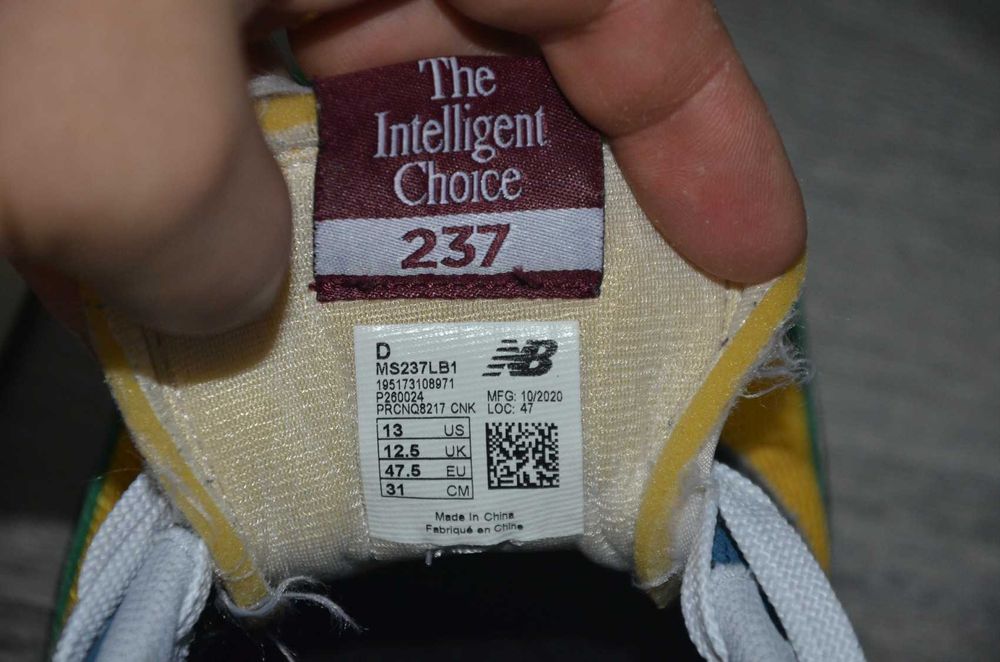 The
Intelligent
Choice
237
D
NB
MS237LB1
195173108971
P260024
MFG: 10/2020
PRCNQ8217 CNK
LOC: 47
13 US
12.5 UK
47.5 EU
31 CM
Made in China
Fabriqué en Chine